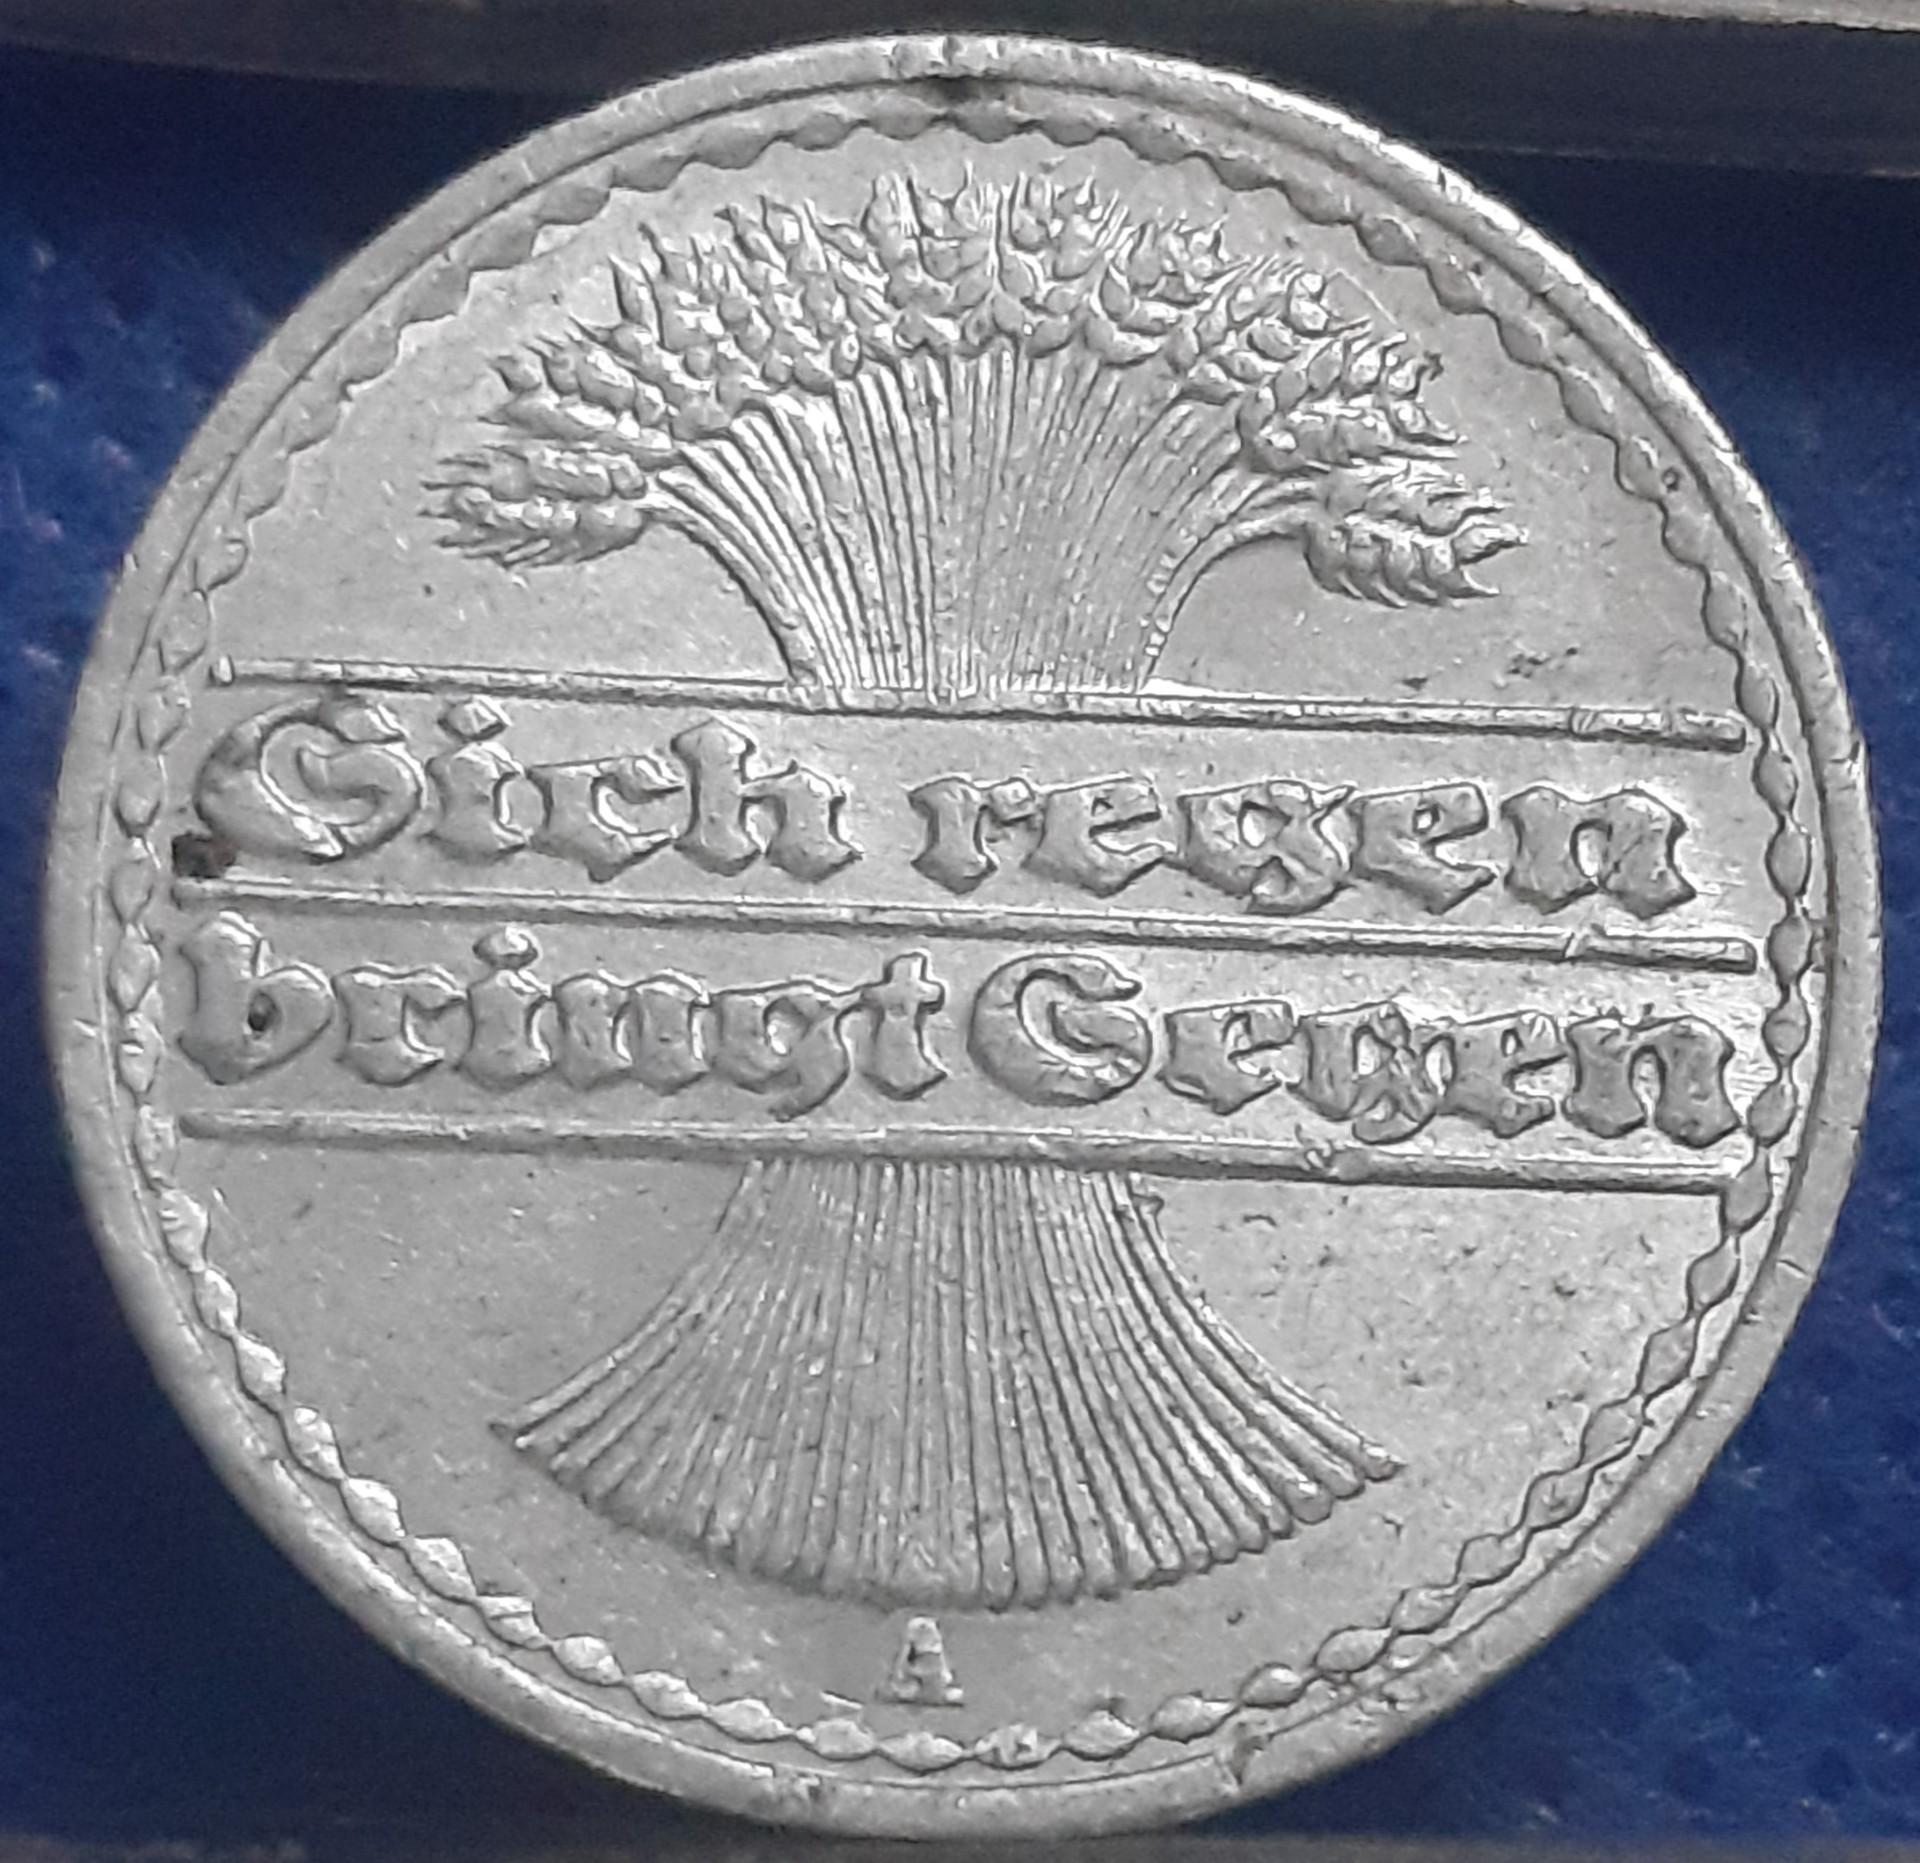 Sich regen
bringt Segen
A